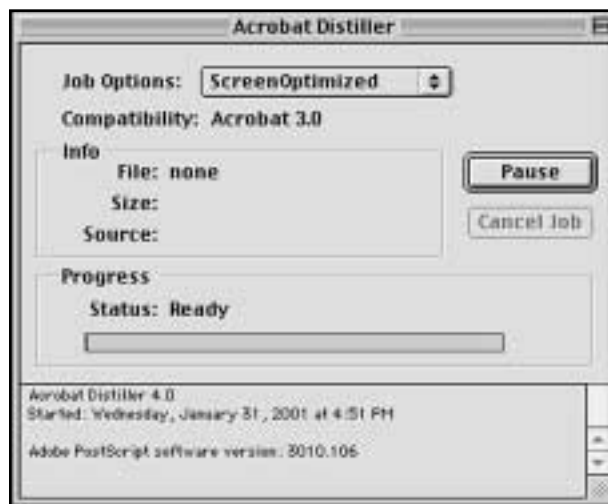 Acrobat Distiller
Job Options: ScreenOptimized
Compatibility: Acrobat 3.0
Info
File: none
Size:
Source:
Pause
Cancel Job
Progress
Status: Ready
Acrobat Distiller 4.0
Started: Wednesday, January 31, 2001 at 4:51 PM
Adobe PostScript software version: 3010.106